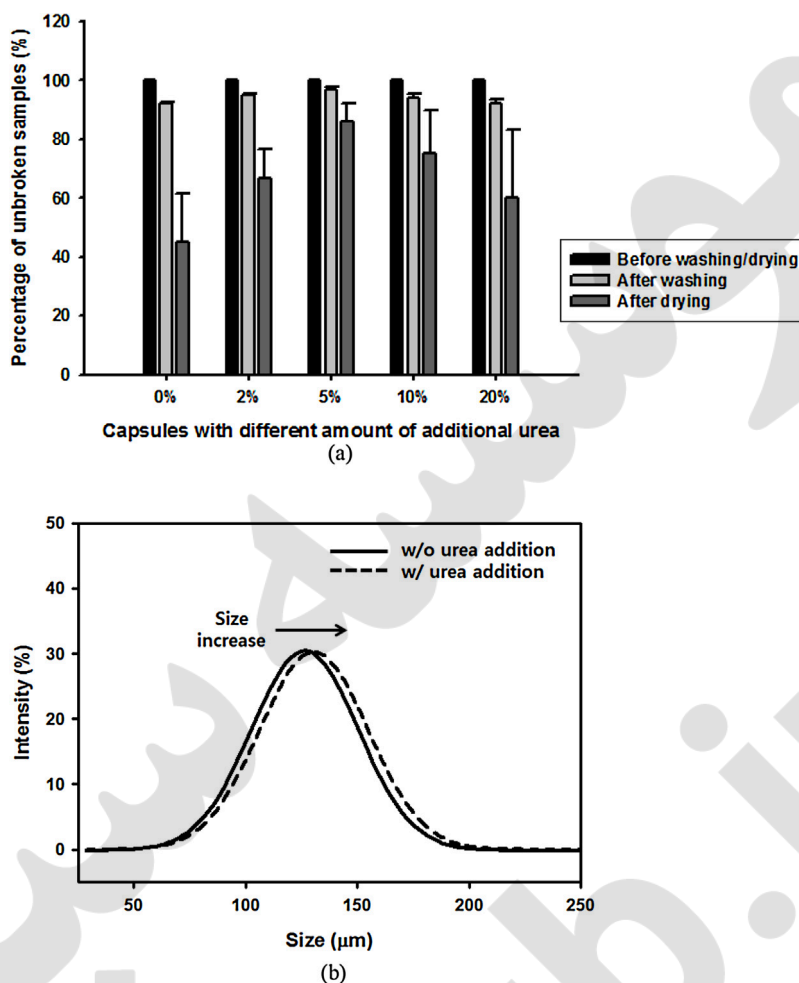 120
100
80
60
40
20
0
Percentage of unbroken samples (%)
0% 2% 5% 10% 20%
Capsules with different amount of additional urea
Before washing/drying
After washing
After drying
(a)
50
40
30
20
10
0
Intensity (%)
w/o urea addition
w/ urea addition
Size
increase
50 100 150 200 250
Size (μm)
(b)